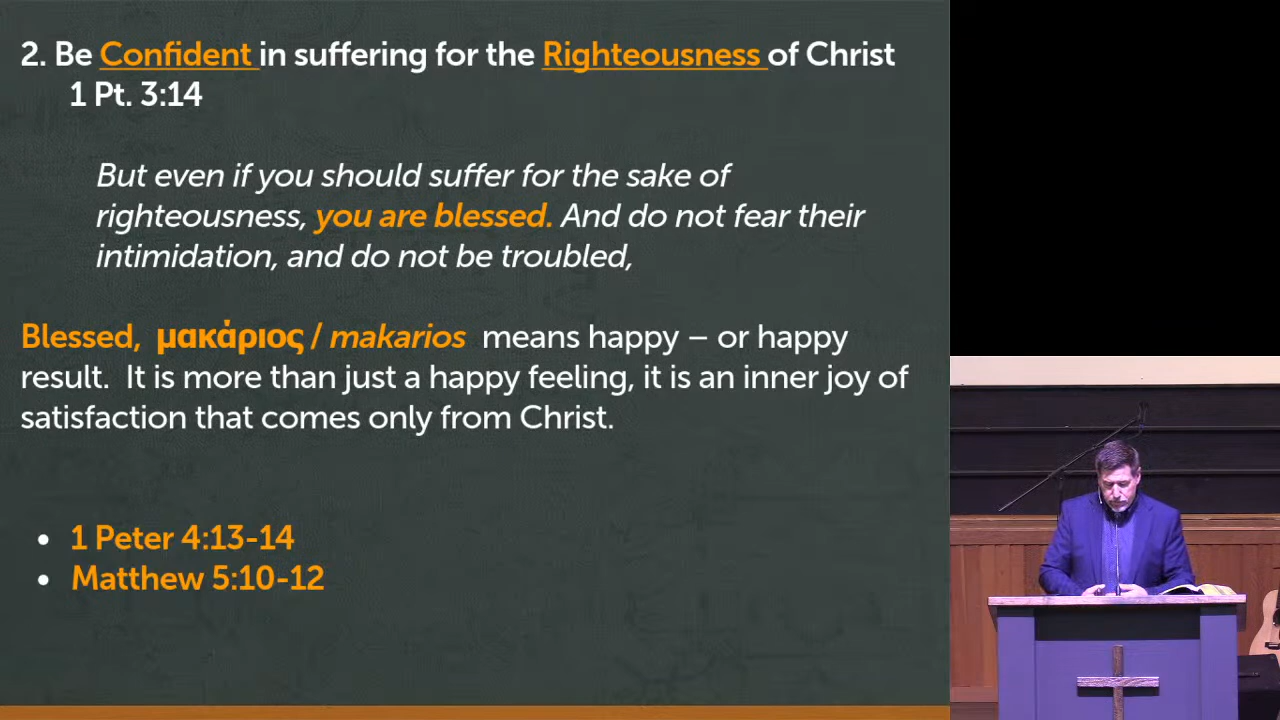 2. Be Confident in suffering for the Righteousness of Christ
1 Pt. 3:14
But even if you should suffer for the sake of
righteousness, you are blessed. And do not fear their
intimidation, and do not be troubled,
Blessed, μακάριος / makarios means happy – or happy
result. It is more than just a happy feeling, it is an inner joy of
satisfaction that comes only from Christ.
• 1 Peter 4:13-14
• Matthew 5:10-12